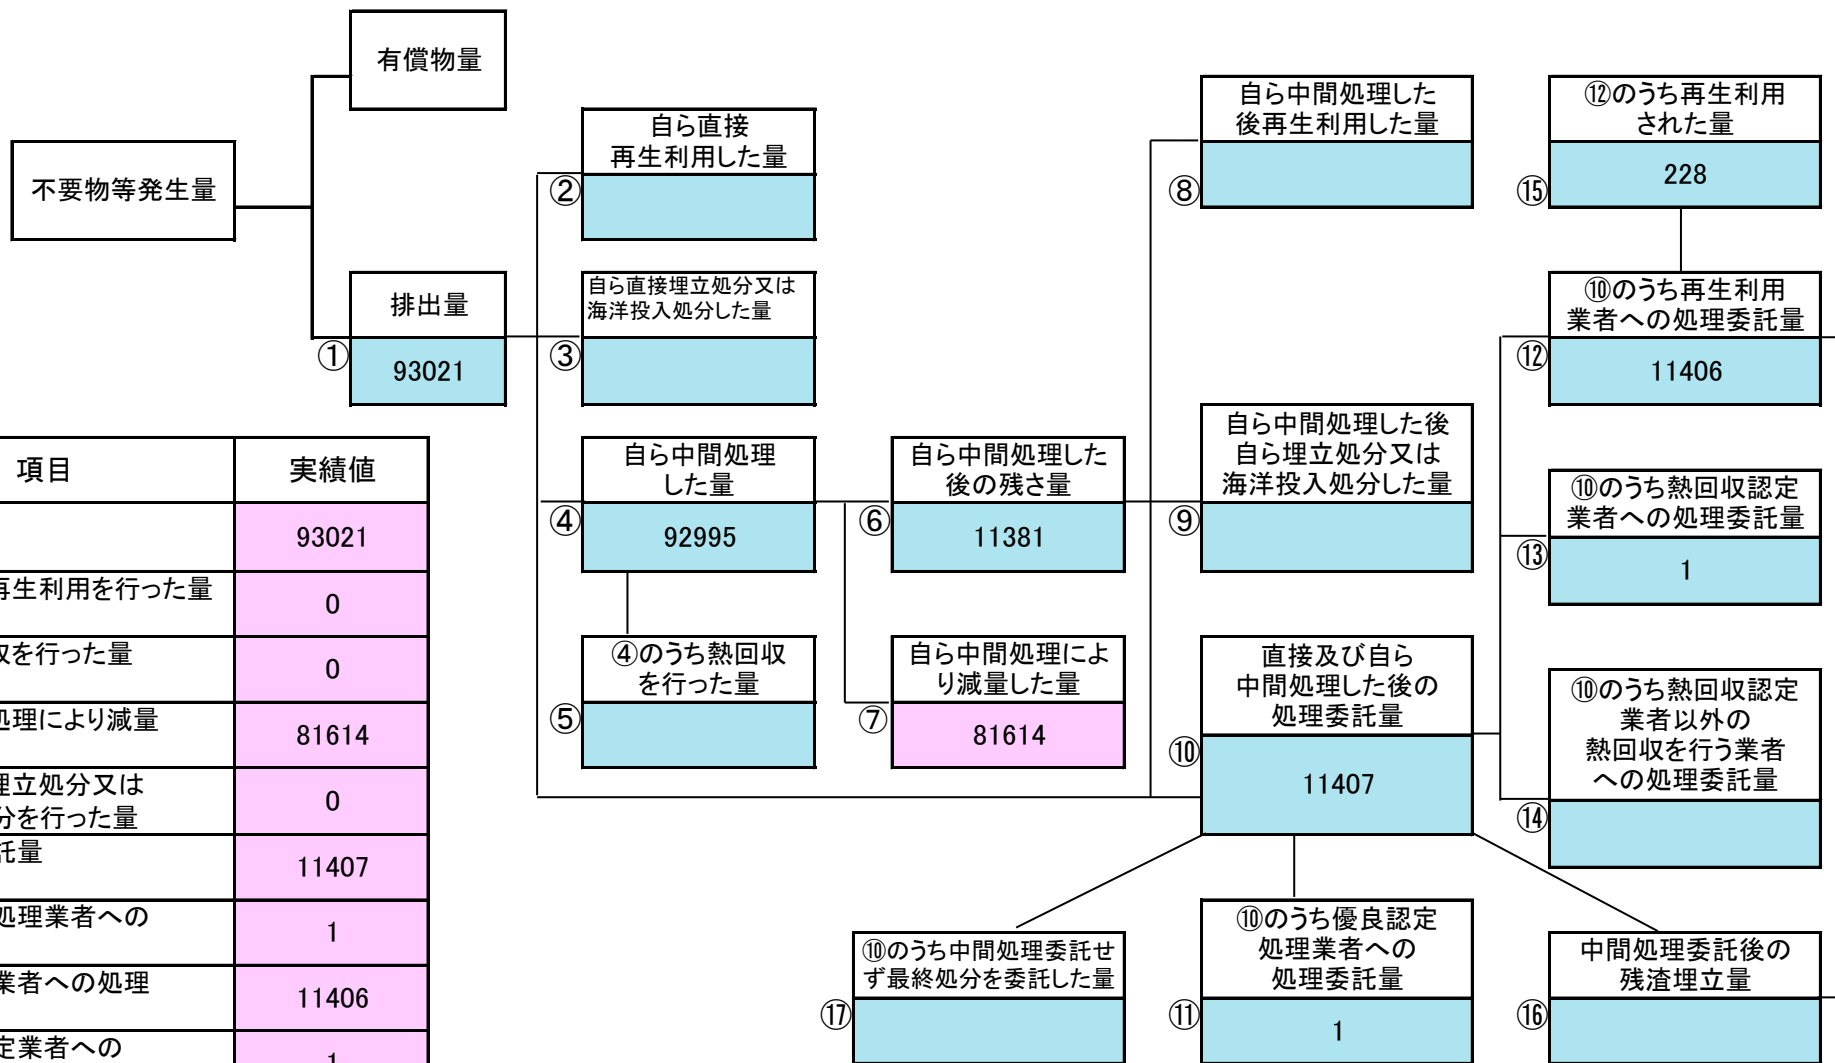 有償物量
不要物等発生量
排出量
①
93021
自ら直接
再生利用した量
②
自ら直接埋立処分又は
海洋投入処分した量
③
自ら中間処理
した量
④
92995
④のうち熱回収
を行った量
⑤
自ら中間処理した
後の残さ量
⑥
11381
自ら中間処理によ
り減量した量
⑦
81614
自ら中間処理した
後再生利用した量
⑧
自ら中間処理した後
自ら埋立処分又は
海洋投入処分した量
⑨
直接及び自ら
中間処理した後の
処理委託量
⑩
11407
⑫のうち再生利用
された量
⑮
228
⑩のうち再生利用
業者への処理委託量
⑫
11406
⑩のうち熱回収認定
業者への処理委託量
⑬
1
⑩のうち熱回収認定
業者以外の
熱回収を行う業者
への処理委託量
⑭
⑩のうち中間処理委託せ
ず最終処分を委託した量
⑰
⑩のうち優良認定
処理業者への
処理委託量
⑪
1
中間処理委託後の
残渣埋立量
⑯
項目 実績値
93021
再生利用を行った量 0
を行った量 0
処理により減量 81614
埋立処分又は
を行った量 0
託量 11407
処理業者への 1
業者への処理 11406
定業者への 1